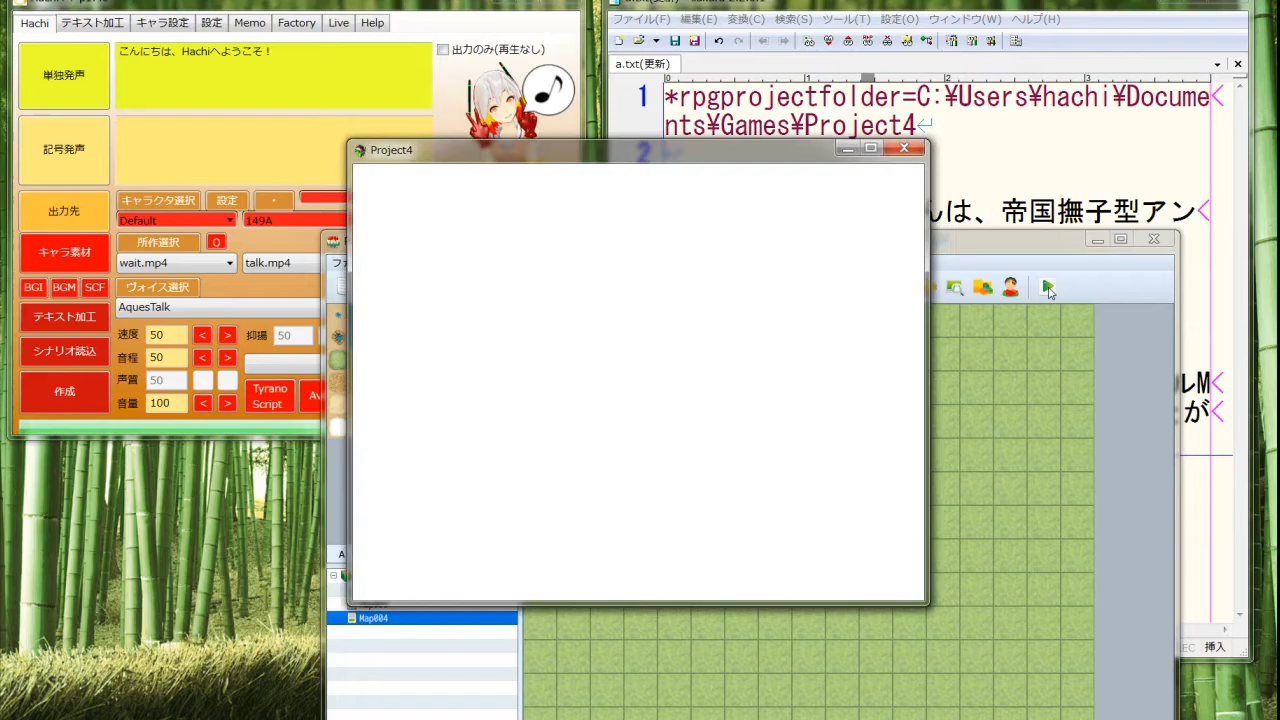 Hachi テキスト加工 キャラ設定 設定 Memo Factory Live Help
単独発声
こんにちは、Hachiへようこそ！
出力のみ(再生なし)
記号発声
出力先
キャラクタ選択 設定 ・
Default 149A
キャラ素材
所作選択 Q
wait.mp4 talk.mp4
BGI BGM SCF ヴォイス選択
AquesTalk
テキスト加工
速度 50 < > 抑揚 50
シナリオ読込
音程 50 < >
声質 50
作成
音量 100 < >
Tyrano
Script
ファイル(F) 編集(E) 変換(C) 検索(S) ツール(T) 設定(O) ウィンドウ(W) ヘルプ(H)
a.txt(更新)
0 1 2 3
1 *rpgprojectfolder=C:¥Users¥hachi¥Docume
nts¥Games¥Project4
2
んは、帝国撫子型アン
ルM
が
挿入
Project4
Map004